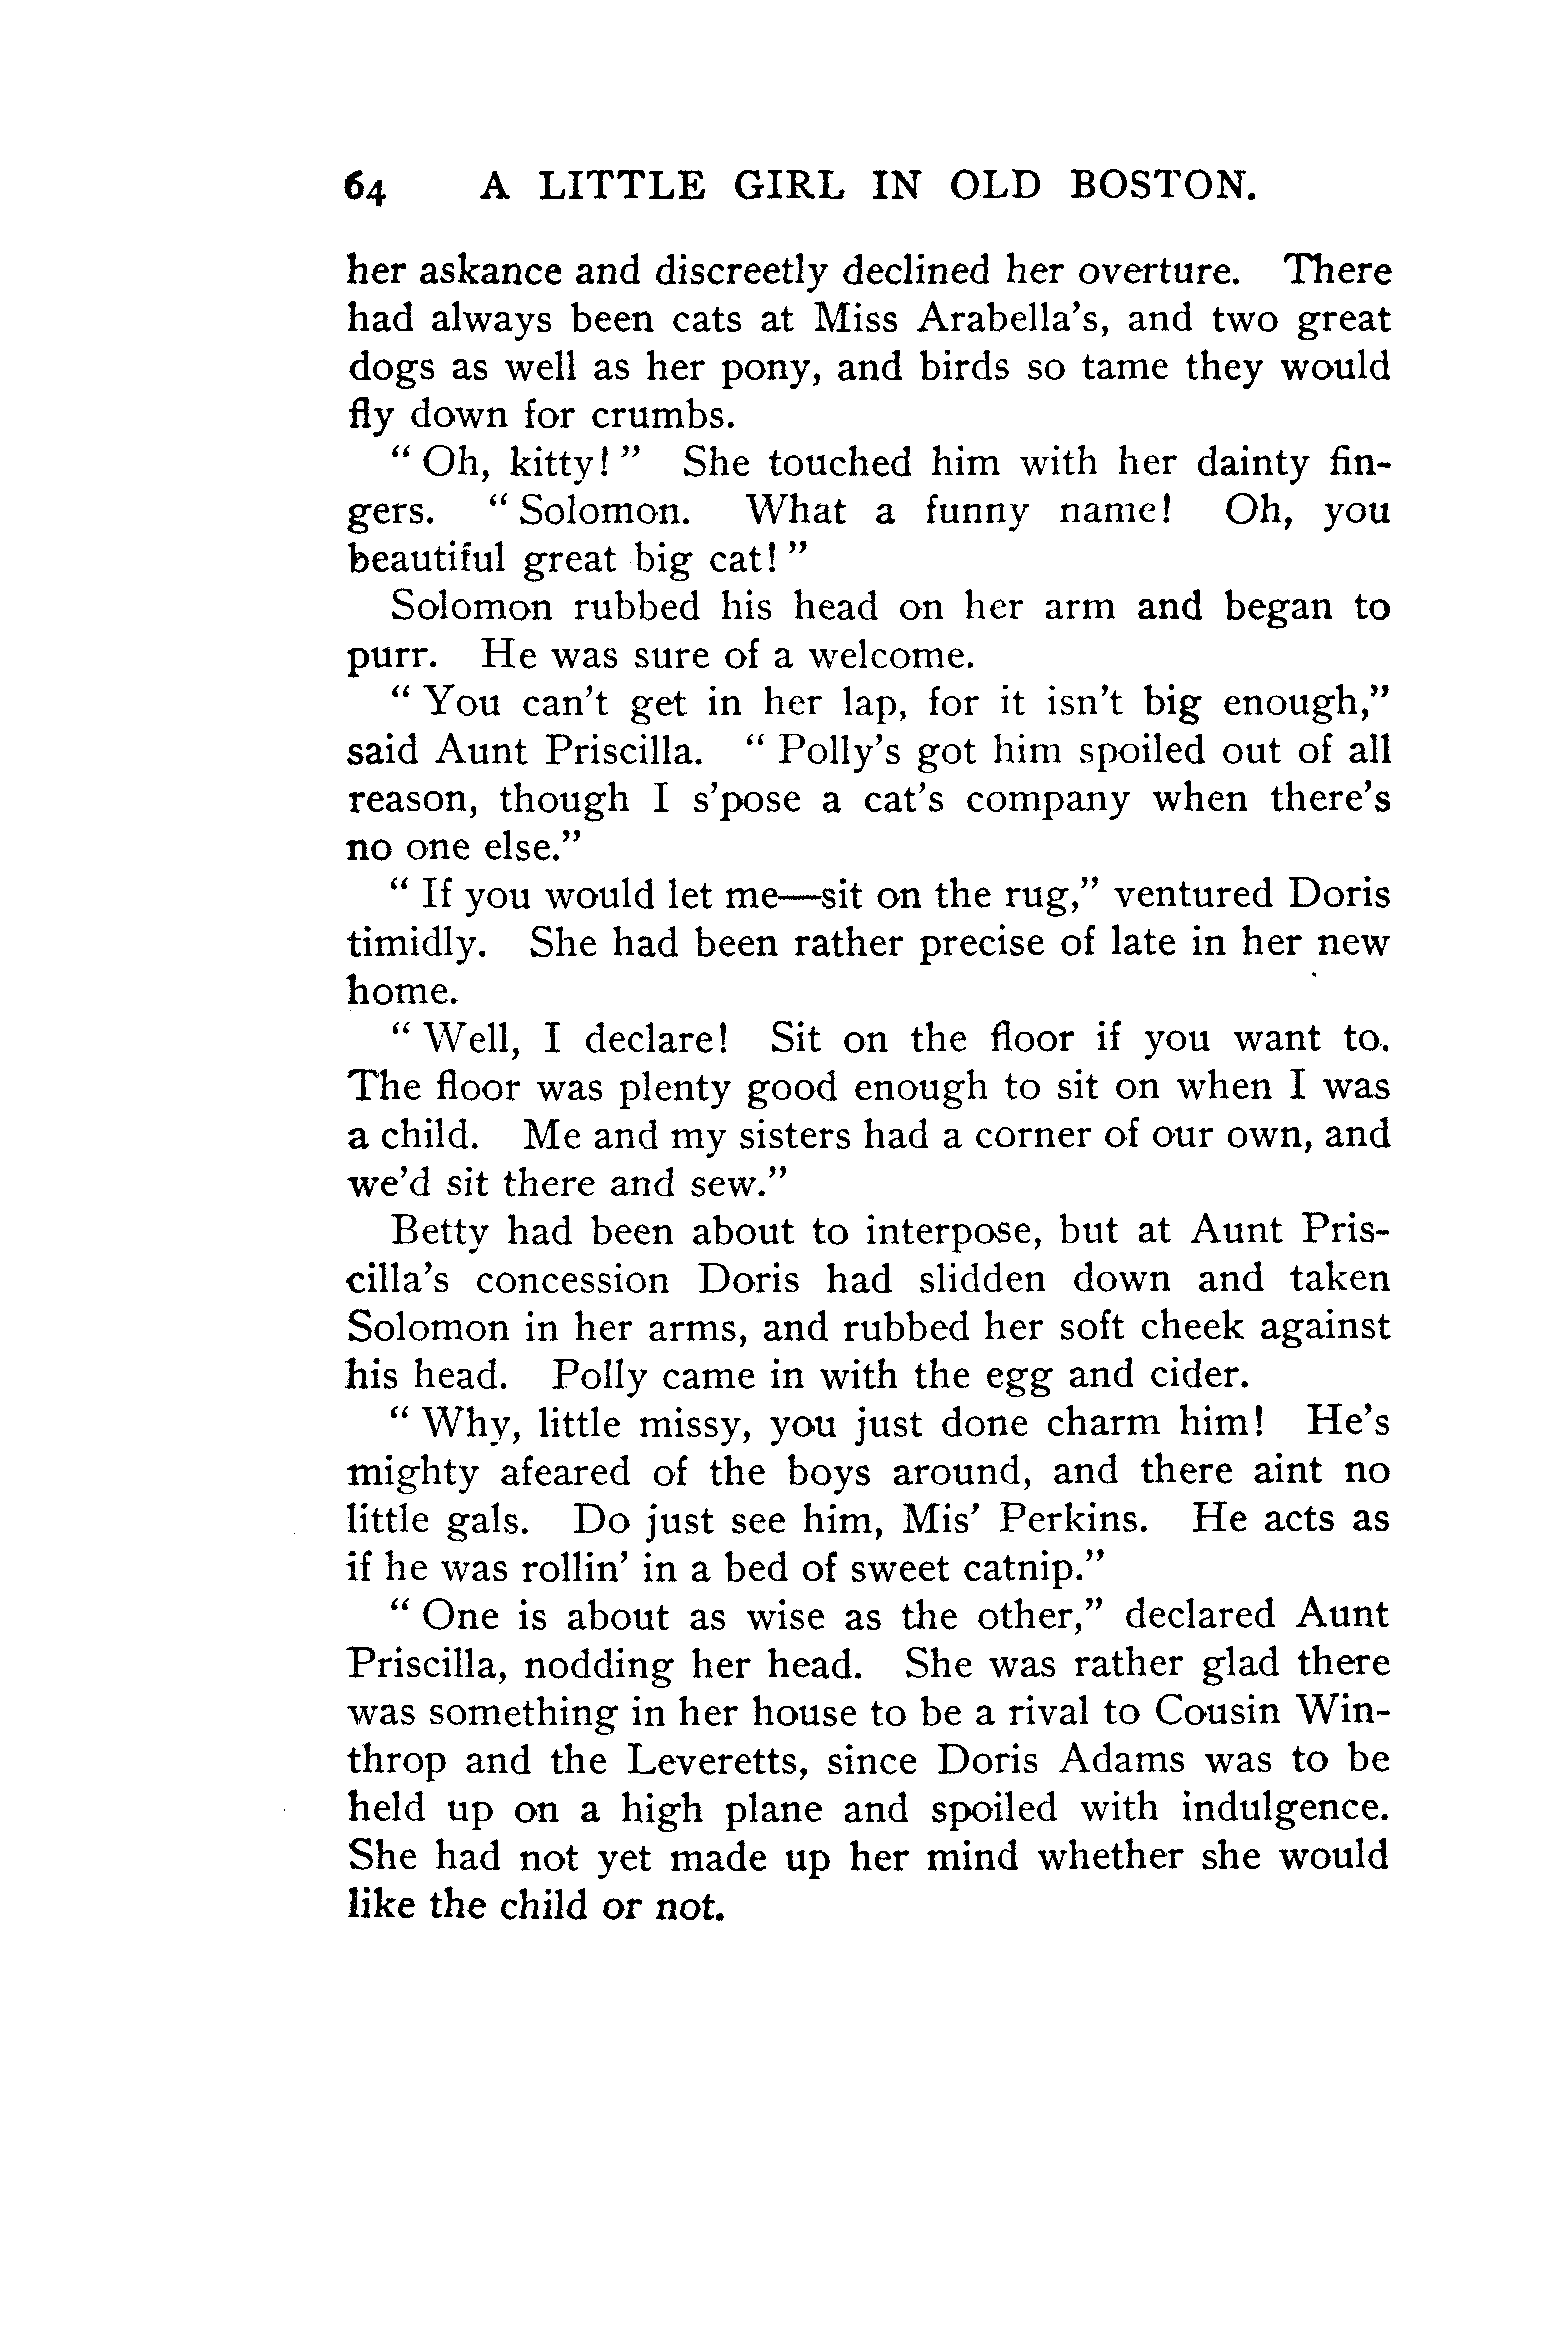 64 A LITTLE GIRL IN OLD BOSTON.
her askance and discreetly declined her overture. There
had always been cats at Miss Arabella's, and two great
dogs as well as her pony, and birds so tame they would
fly down for crumbs.
" Oh, kitty! " She touched him with her dainty fin-
gers. " Solomon. What a funny name! Oh, you
beautiful great big cat! "
Solomon rubbed his head on her arm and began to
purr. He was sure of a welcome.
" You can't get in her lap, for it isn't big enough,"
said Aunt Priscilla. " Polly's got him spoiled out of all
reason, though I s'pose a cat's company when there's
no one else."
" If you would let me—sit on the rug," ventured Doris
timidly. She had been rather precise of late in her new
home.
" Well, I declare! Sit on the floor if you want to.
The floor was plenty good enough to sit on when I was
a child. Me and my sisters had a corner of our own, and
we'd sit there and sew."
Betty had been about to interpose, but at Aunt Pris-
cilla's concession Doris had slidden down and taken
Solomon in her arms, and rubbed her soft cheek against
his head. Polly came in with the egg and cider.
" Why, little missy, you just done charm him! He's
mighty afeared of the boys around, and there aint no
little gals. Do just see him, Mis' Perkins. He acts as
if he was rollin' in a bed of sweet catnip."
" One is about as wise as the other," declared Aunt
Priscilla, nodding her head. She was rather glad there
was something in her house to be a rival to Cousin Win-
throp and the Leveretts, since Doris Adams was to be
held up on a high plane and spoiled with indulgence.
She had not yet made up her mind whether she would
like the child or not.